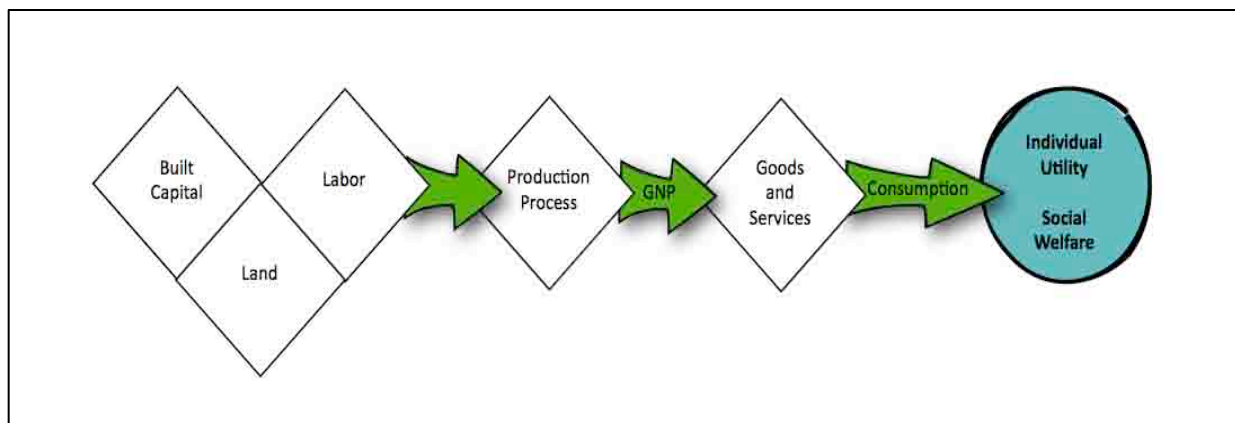 Built
Capital
Labor
Land
Production
Process
GNP
Goods
and
Services
Consumption
Individual
Utility
Social
Welfare